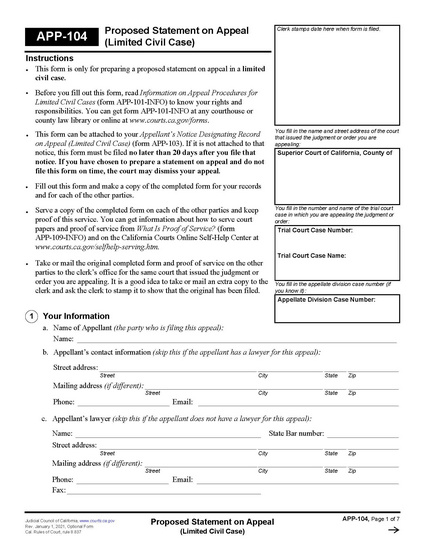 APP-104
Proposed Statement on Appeal
(Limited Civil Case)
Clerk stamps date here when form is filed.
Instructions
• This form is only for preparing a proposed statement on appeal in a limited
civil case.
• Before you fill out this form, read Information on Appeal Procedures for
Limited Civil Cases (form APP-101-INFO) to know your rights and
responsibilities. You can get form APP-101-INFO at any courthouse or
county law library or online at www.courts.ca.gov/forms.
• This form can be attached to your Appellant's Notice Designating Record
on Appeal (Limited Civil Case) (form APP-103). If it is not attached to that
notice, this form must be filed no later than 20 days after you file that
notice. If you have chosen to prepare a statement on appeal and do not
file this form on time, the court may dismiss your appeal.
• Fill out this form and make a copy of the completed form for your records
and for each of the other parties.
• Serve a copy of the completed form on each of the other parties and keep
proof of this service. You can get information about how to serve court
papers and proof of service from What Is Proof of Service? (form
APP-109-INFO) and on the California Courts Online Self-Help Center at
www.courts.ca.gov/selfhelp-serving.htm.
• Take or mail the original completed form and proof of service on the other
parties to the clerk's office for the same court that issued the judgment or
order you are appealing. It is a good idea to take or mail an extra copy to the
clerk and ask the clerk to stamp it to show that the original has been filed.
You fill in the name and street address of the court
that issued the judgment or order you are
appealing:
Superior Court of California, County of
You fill in the number and name of the trial court
case in which you are appealing the judgment or
order:
Trial Court Case Number:
Trial Court Case Name:
You fill in the appellate division case number (if
you know it):
Appellate Division Case Number:
1 Your Information
a. Name of Appellant (the party who is filing this appeal):
Name:
b. Appellant's contact information (skip this if the appellant has a lawyer for this appeal):
Street address:
Street City State Zip
Mailing address (if different):
Street City State Zip
Phone: Email:
c. Appellant's lawyer (skip this if the appellant does not have a lawyer for this appeal):
Name: State Bar number:
Street address:
Street City State Zip
Mailing address (if different):
Street City State Zip
Phone: Email:
Fax:
Judicial Council of California, www.courts.ca.gov
Rev. January 1, 2021, Optional Form
Cal. Rules of Court, rule 8.837
Proposed Statement on Appeal
(Limited Civil Case)
APP-104, Page 1 of 7